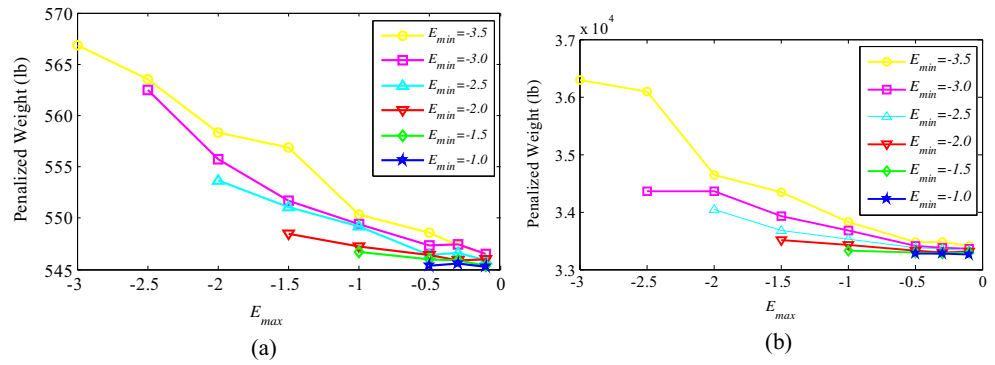 570
565
560
555
550
545
Penalized Weight (lb)
-3 -2.5 -2 -1.5 -1 -0.5 0
E_max
E_min=-3.5
E_min=-3.0
E_min=-2.5
E_min=-2.0
E_min=-1.5
E_min=-1.0
(a)
x 10^4
3.7
3.6
3.5
3.4
3.3
Penalized Weight (lb)
-3 -2.5 -2 -1.5 -1 -0.5 0
E_max
E_min=-3.5
E_min=-3.0
E_min=-2.5
E_min=-2.0
E_min=-1.5
E_min=-1.0
(b)